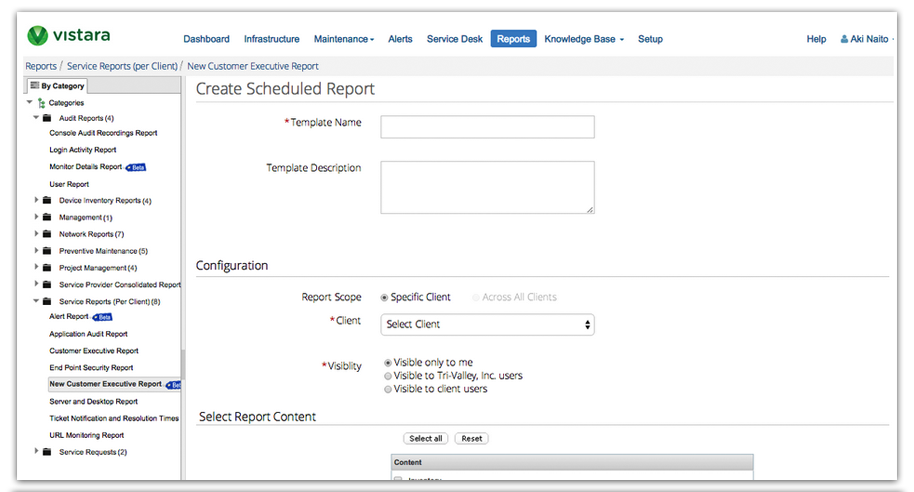 vistara
Dashboard Infrastructure Maintenance Alerts Service Desk Reports Knowledge Base Setup Help Aki Naito
Reports / Service Reports (per Client) / New Customer Executive Report
By Category
Categories
Audit Reports (4)
Console Audit Recordings Report
Login Activity Report
Monitor Details Report Beta
User Report
Device Inventory Reports (4)
Management (1)
Network Reports (7)
Preventive Maintenance (5)
Project Management (4)
Service Provider Consolidated Report
Service Reports (Per Client) (8)
Alert Report Beta
Application Audit Report
Customer Executive Report
End Point Security Report
New Customer Executive Report Bet
Server and Desktop Report
Ticket Notification and Resolution Times
URL Monitoring Report
Service Requests (2)
Create Scheduled Report
*Template Name
Template Description
Configuration
Report Scope Specific Client Across All Clients
*Client Select Client
*Visiblity Visible only to me
Visible to Tri-Valley, Inc. users
Visible to client users
Select Report Content
Select all Reset
Content